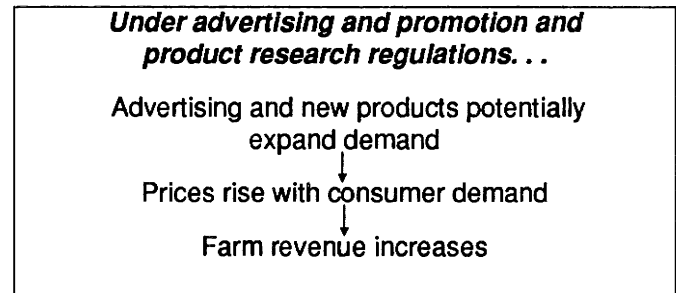 Under advertising and promotion and
product research regulations. . .
Advertising and new products potentially
expand demand
Prices rise with consumer demand
Farm revenue increases